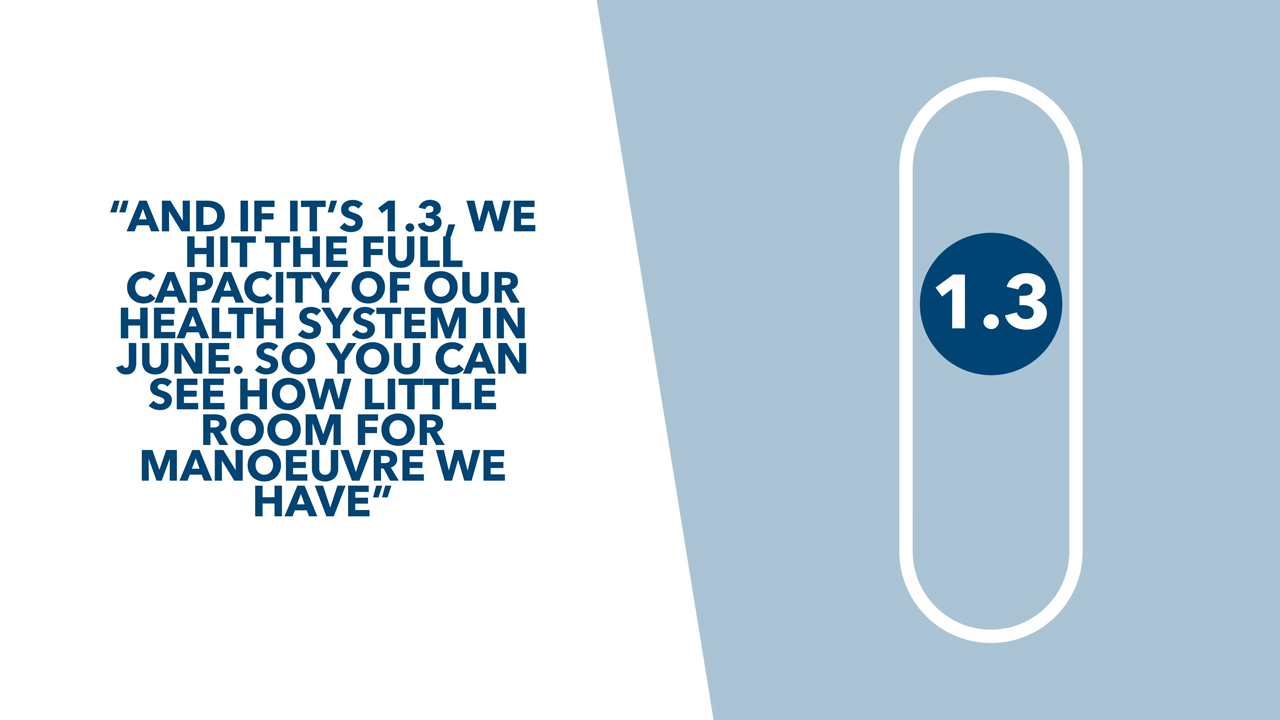 “AND IF IT’S 1.3, WE
HIT THE FULL
CAPACITY OF OUR
HEALTH SYSTEM IN
JUNE. SO YOU CAN
SEE HOW LITTLE
ROOM FOR
MANOEUVRE WE
HAVE”
1.3